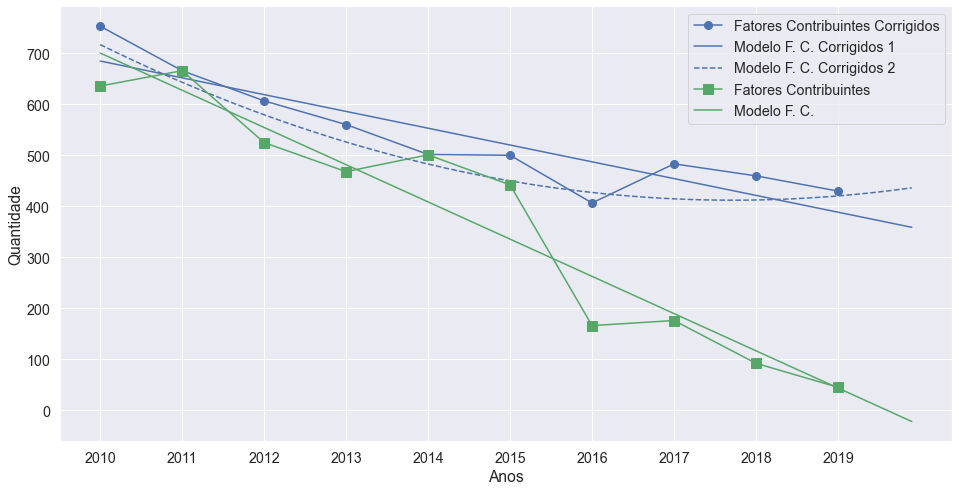 Fatores Contribuintes Corrigidos
Modelo F. C. Corrigidos 1
Modelo F. C. Corrigidos 2
Fatores Contribuintes
Modelo F. C.
Quantidade
700
600
500
400
300
200
100
0
2010 2011 2012 2013 2014 2015 2016 2017 2018 2019
Anos